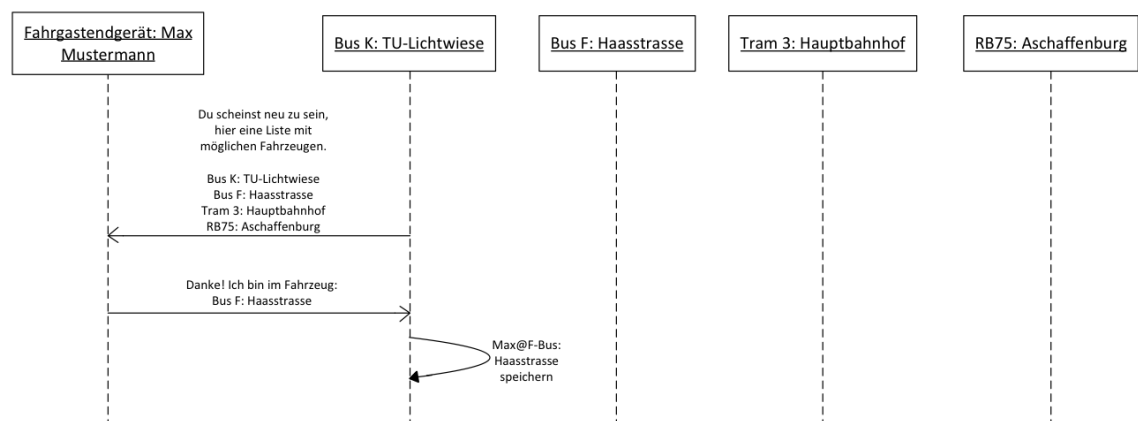 Fahrgastendgerät: Max
Mustermann
Bus K: TU-Lichtwiese
Bus F: Haasstrasse
Tram 3: Hauptbahnhof
RB75: Aschaffenburg
Du scheinst neu zu sein,
hier eine Liste mit
möglichen Fahrzeugen.
Bus K: TU-Lichtwiese
Bus F: Haasstrasse
Tram 3: Hauptbahnhof
RB75: Aschaffenburg
Danke! Ich bin im Fahrzeug:
Bus F: Haasstrasse
Max@F-Bus:
Haasstrasse
speichern